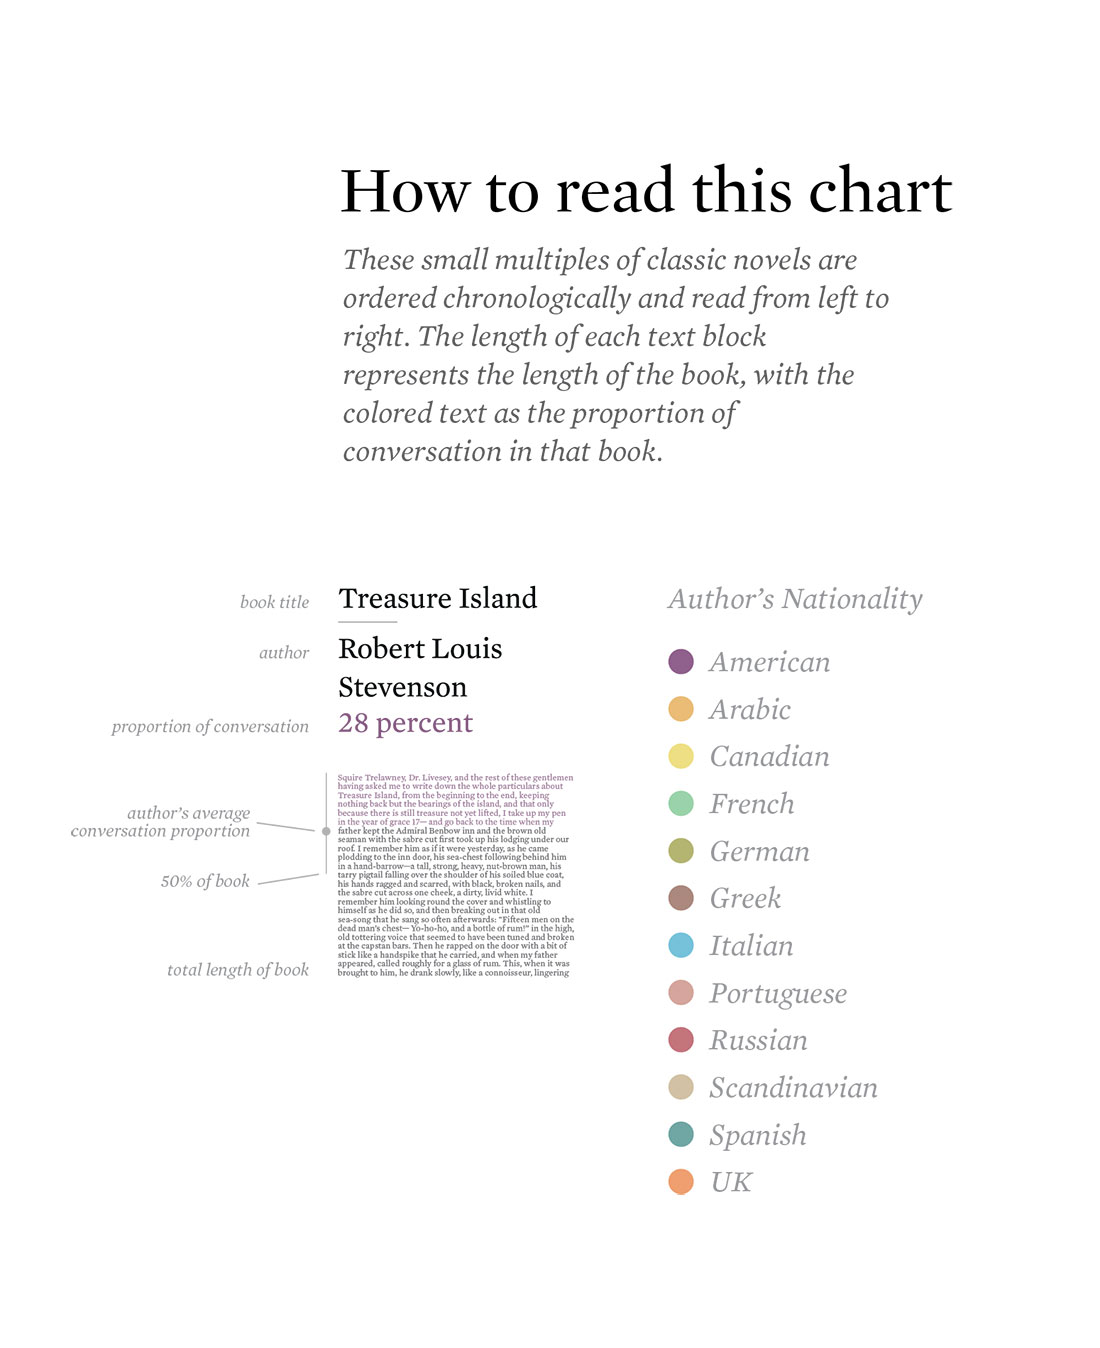 How to read this chart
These small multiples of classic novels are
ordered chronologically and read from left to
right. The length of each text block
represents the length of the book, with the
colored text as the proportion of
conversation in that book.
book title
Treasure Island
author
Robert Louis
Stevenson
proportion of conversation
28 percent
author's average
conversation proportion
50% of book
total length of book
Squire Trelawney, Dr. Livesey, and the rest of these gentlemen
having asked me to write down the whole particulars about
Treasure Island, from the beginning to the end, keeping
nothing back but the bearings of the island, and that only
because there is still treasure not yet lifted, I take up my pen
in the year of grace 17— and go back to the time when my
father kept the Admiral Benbow inn and the brown old
seaman with the sabre cut first took up his lodging under our
roof. I remember him as if it were yesterday, as he came
plodding to the inn door, his sea-chest following behind him
in a hand-barrow—a tall, strong, heavy, nut-brown man, his
tarry pigtail falling over the shoulder of his soiled blue coat,
his hands ragged and scarred, with black, broken nails, and
the sabre cut across one cheek, a dirty, livid white. I
remember him looking round the cover and whistling to
himself as he did so, and then breaking out in that old
sea-song that he sang so often afterwards: "Fifteen men on the
dead man's chest— Yo-ho-ho, and a bottle of rum!" in the high,
old tottering voice that seemed to have been tuned and broken
at the capstan bars. Then he rapped on the door with a bit of
stick like a handspike that he carried, and when my father
appeared, called roughly for a glass of rum. This, when it was
brought to him, he drank slowly, like a connoisseur, lingering
Author's Nationality
American
Arabic
Canadian
French
German
Greek
Italian
Portuguese
Russian
Scandinavian
Spanish
UK